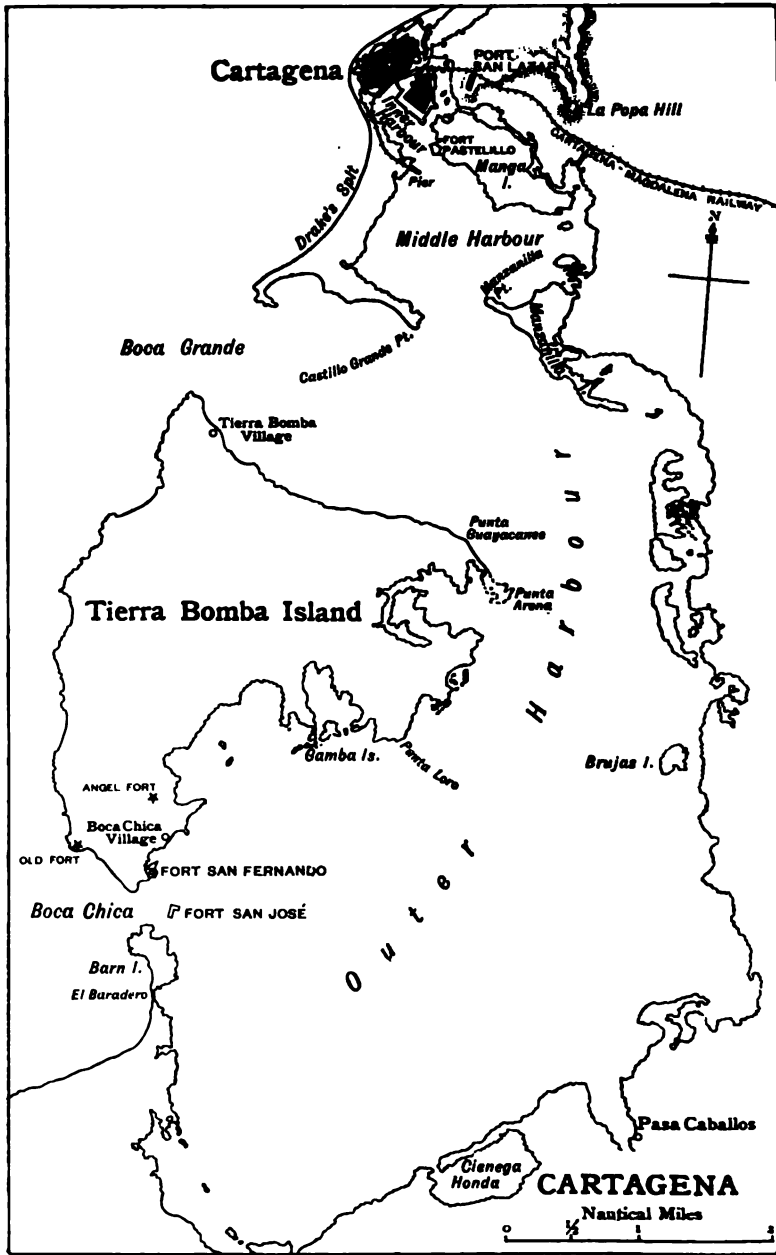 Cartagena
PORT
SAN LAZAR
La Popa Hill
Inner
Harbour
FORT
PASTELILLO
Manga
I.
CARTAGENA - MAGDALENA RAILWAY
Pier
Drake's Spit
N
Middle Harbour
Manzanilla
Pt.
Manzanillo
Boca Grande
Castillo Grande Pt.
Tierra Bomba
Village
Punta
Guayacanes
Punta
Arena
Tierra Bomba Island
Outer Harbour
Gamba Is.
Punta Loro
Brujas I.
ANGEL FORT
Boca Chica
Village
OLD FORT
FORT SAN FERNANDO
Boca Chica
FORT SAN JOSÉ
Barn I.
El Buradero
Pasa Caballos
Cienega
Honda
CARTAGENA
Nautical Miles
0 ½ 1 2